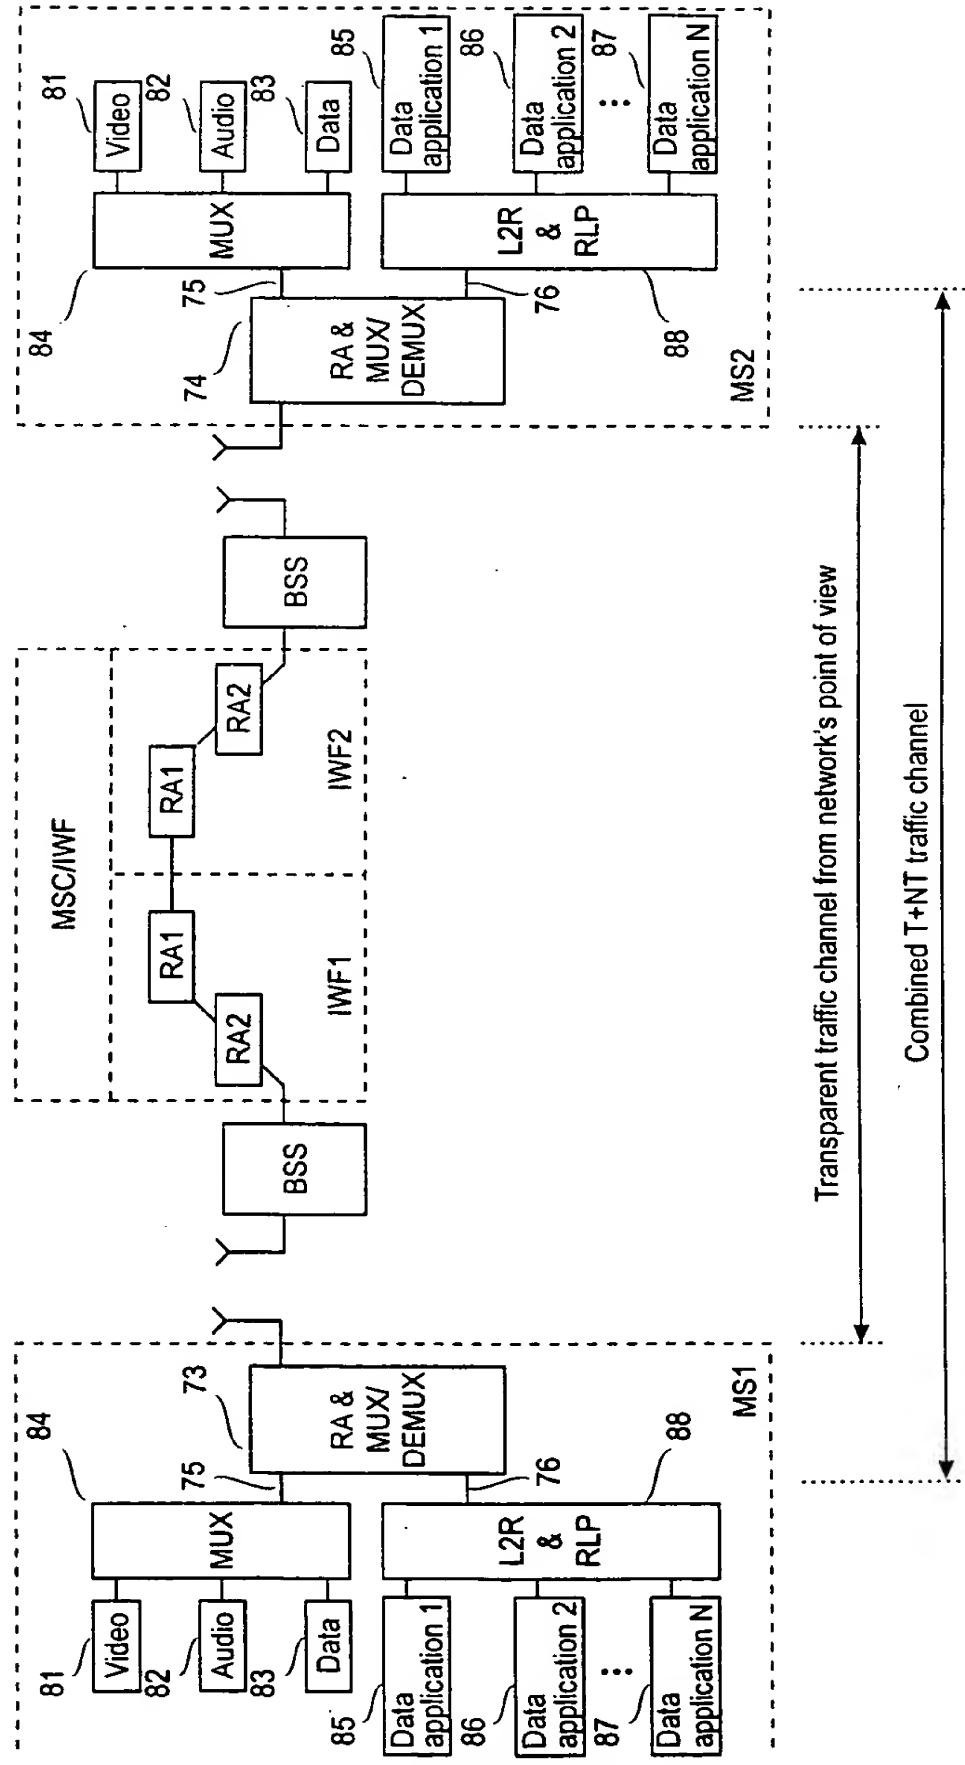 81
Video
82
Audio
83
Data
84
MUX
75
85
Data
application 1
86
Data
application 2
87
Data
application N
L2R
&
RLP
88
76
73
RA &
MUX/
DEMUX
MS1
BSS
MSC/IWF
RA2
RA1
IWF1
RA1
RA2
IWF2
BSS
74
RA &
MUX/
DEMUX
75
76
84
MUX
81
Video
82
Audio
83
Data
L2R
&
RLP
88
85
Data
application 1
86
Data
application 2
87
Data
application N
MS2
Transparent traffic channel from network's point of view
Combined T+NT traffic channel